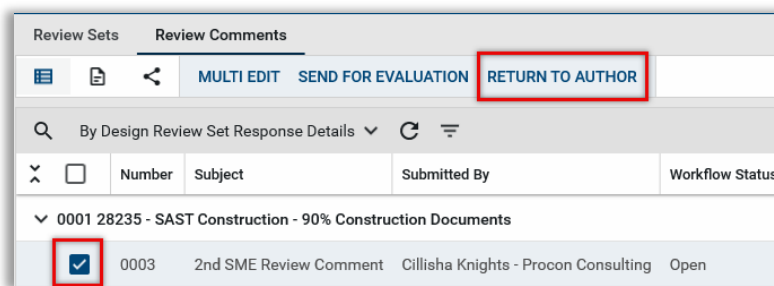 Review Sets Review Comments
MULTI EDIT SEND FOR EVALUATION RETURN TO AUTHOR
By Design Review Set Response Details
Number Subject Submitted By Workflow Status
0001 28235 - SAST Construction - 90% Construction Documents
0003 2nd SME Review Comment Cillisha Knights - Procon Consulting Open